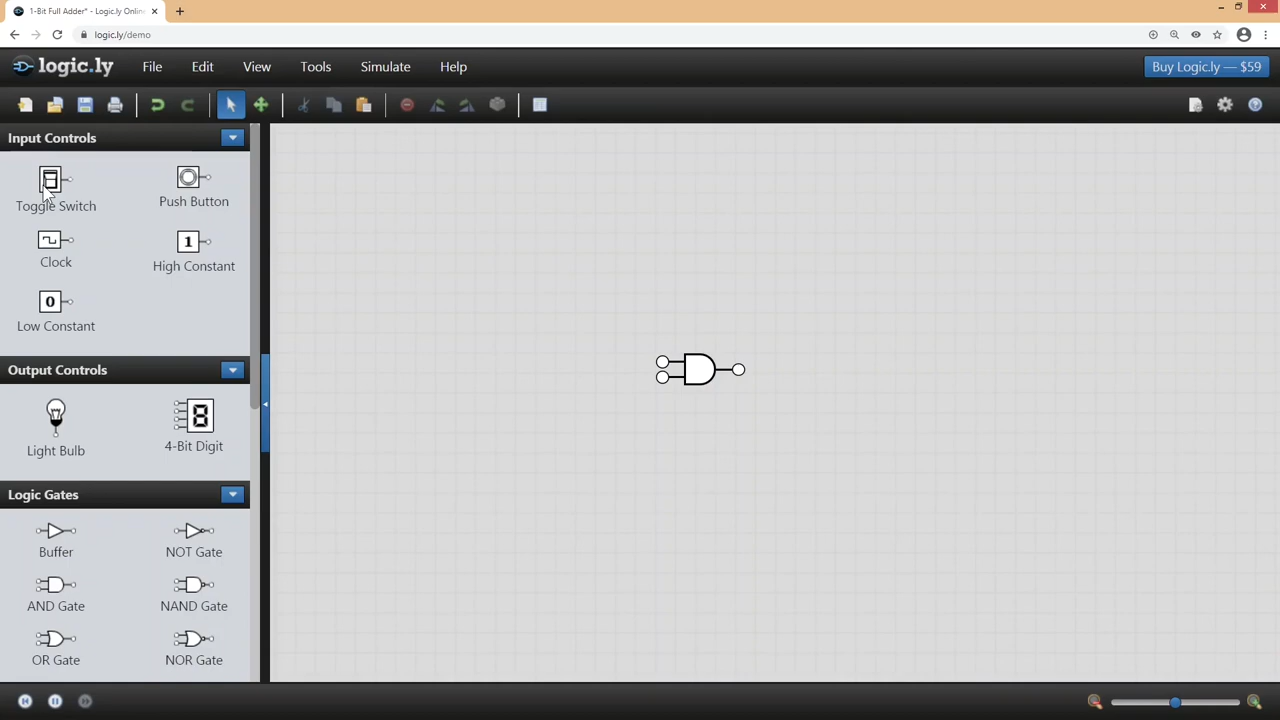 1-Bit Full Adder* - Logic.ly Onlin
logic.ly/demo
logic.ly
File
Edit
View
Tools
Simulate
Help
Buy Logic.ly — $59
Input Controls
Toggle Switch
Push Button
Clock
1
High Constant
0
Low Constant
Output Controls
Light Bulb
8
4-Bit Digit
Logic Gates
Buffer
NOT Gate
AND Gate
NAND Gate
OR Gate
NOR Gate